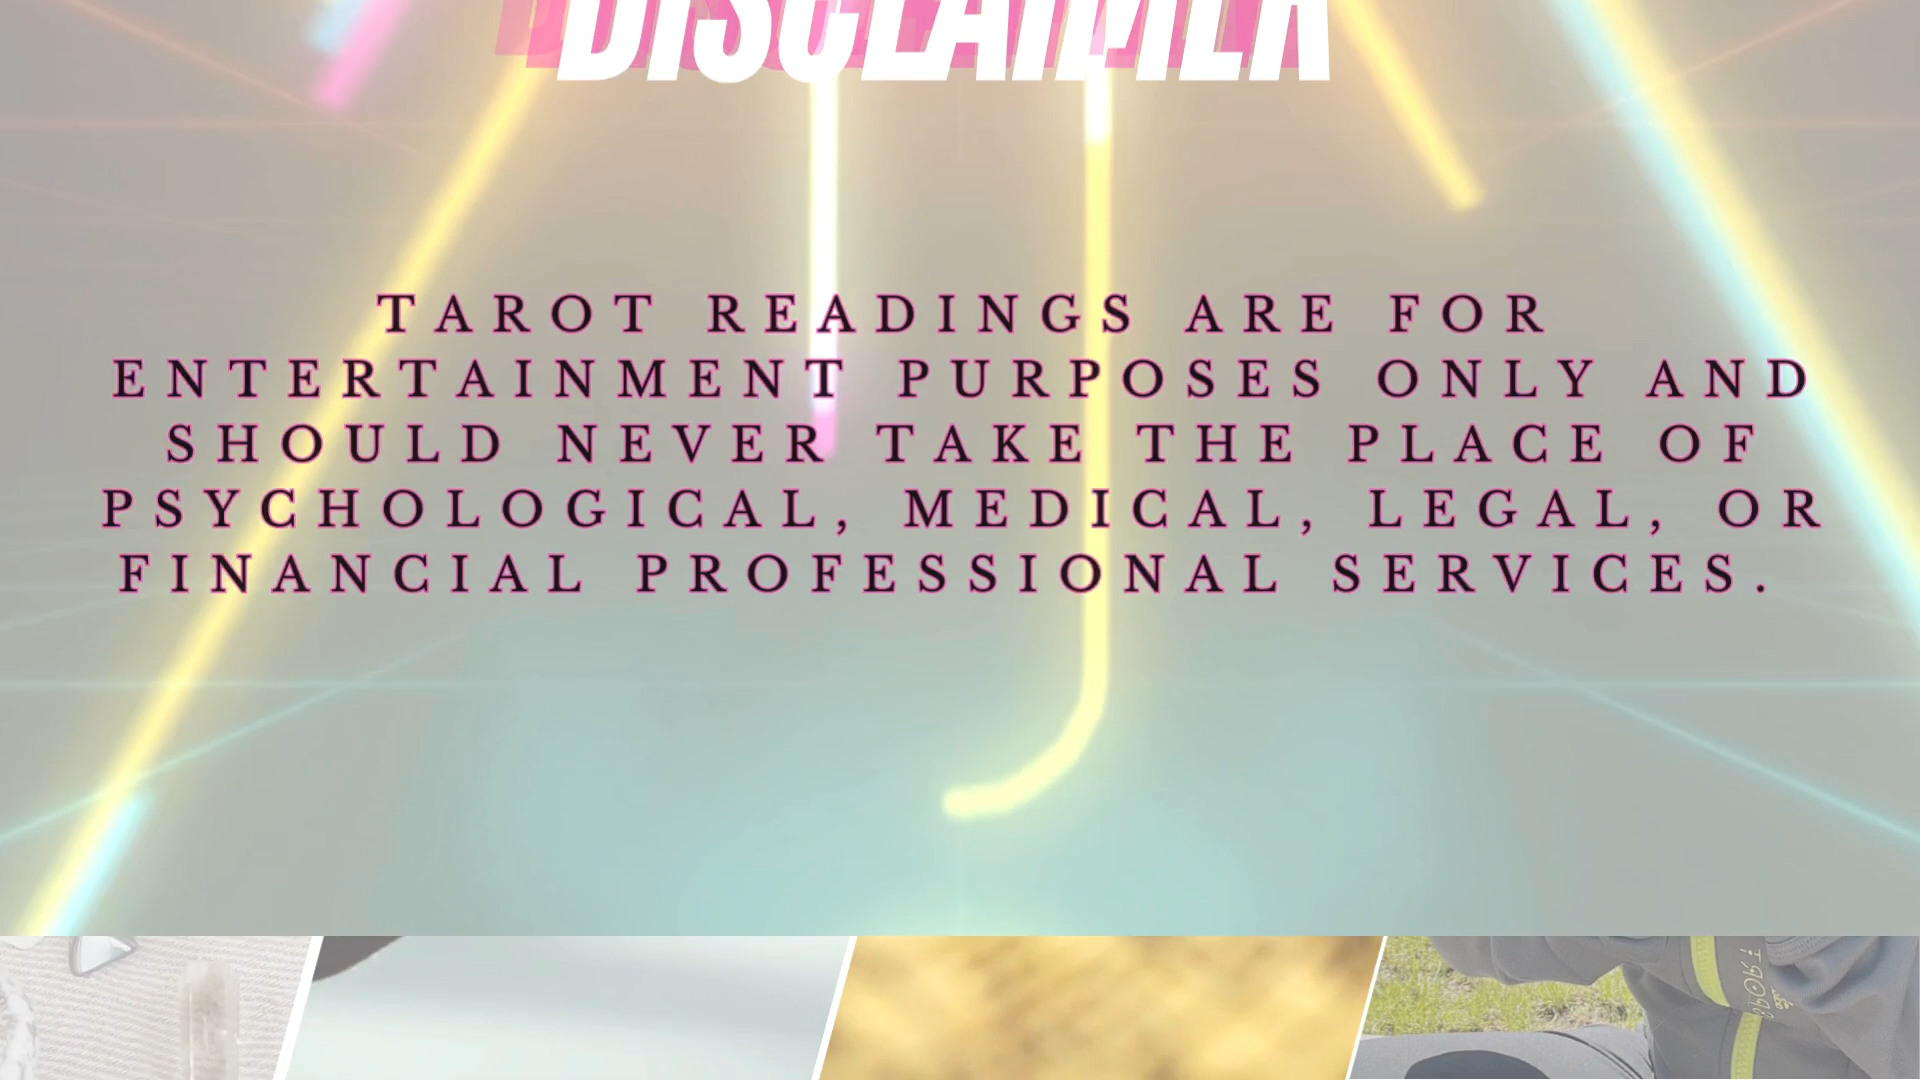 DISCLAIMER
TAROT READINGS ARE FOR
ENTERTAINMENT PURPOSES ONLY AND
SHOULD NEVER TAKE THE PLACE OF
PSYCHOLOGICAL, MEDICAL, LEGAL, OR
FINANCIAL PROFESSIONAL SERVICES.